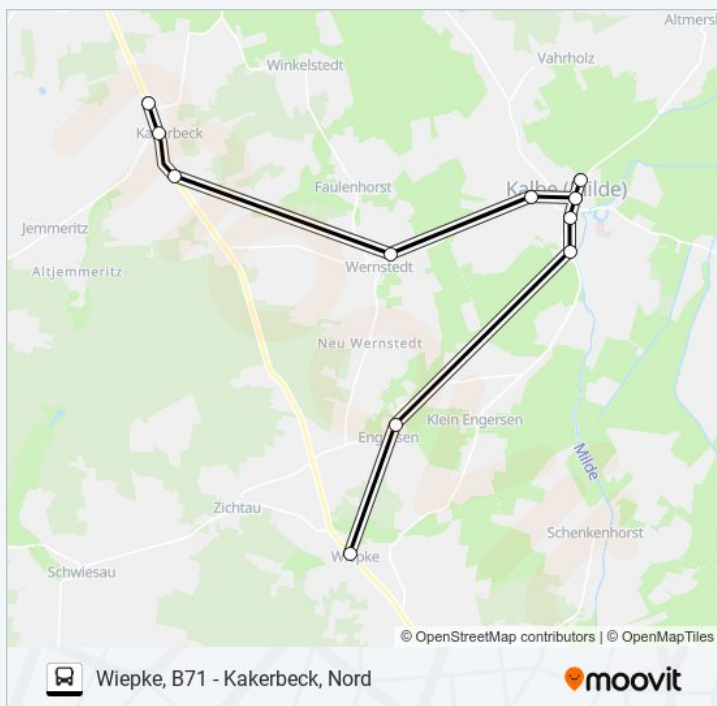 Altmersl
Vahrholz
Winkelstedt
Kakerbeck
Faulenhorst
Kalbe (Milde)
Jemmeritz
Altjemmeritz
Wernstedt
Neu Wernstedt
Klein Engersen
Engersen
Milde
Zichtau
Schenkenhorst
Wiepke
Schwiesau
© OpenStreetMap contributors | © OpenMapTiles
Wiepke, B71 - Kakerbeck, Nord
moovit